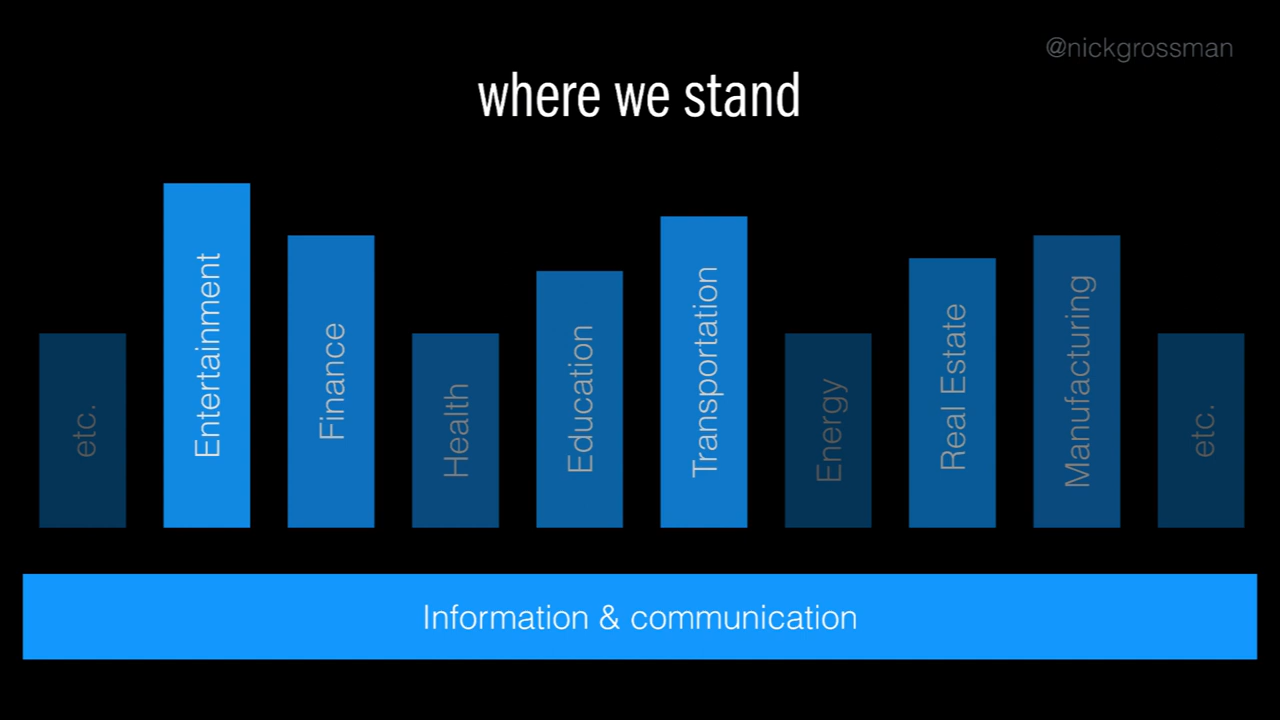 @nickgrossman
where we stand
etc.
Entertainment
Finance
Health
Education
Transportation
Energy
Real Estate
Manufacturing
etc.
Information & communication